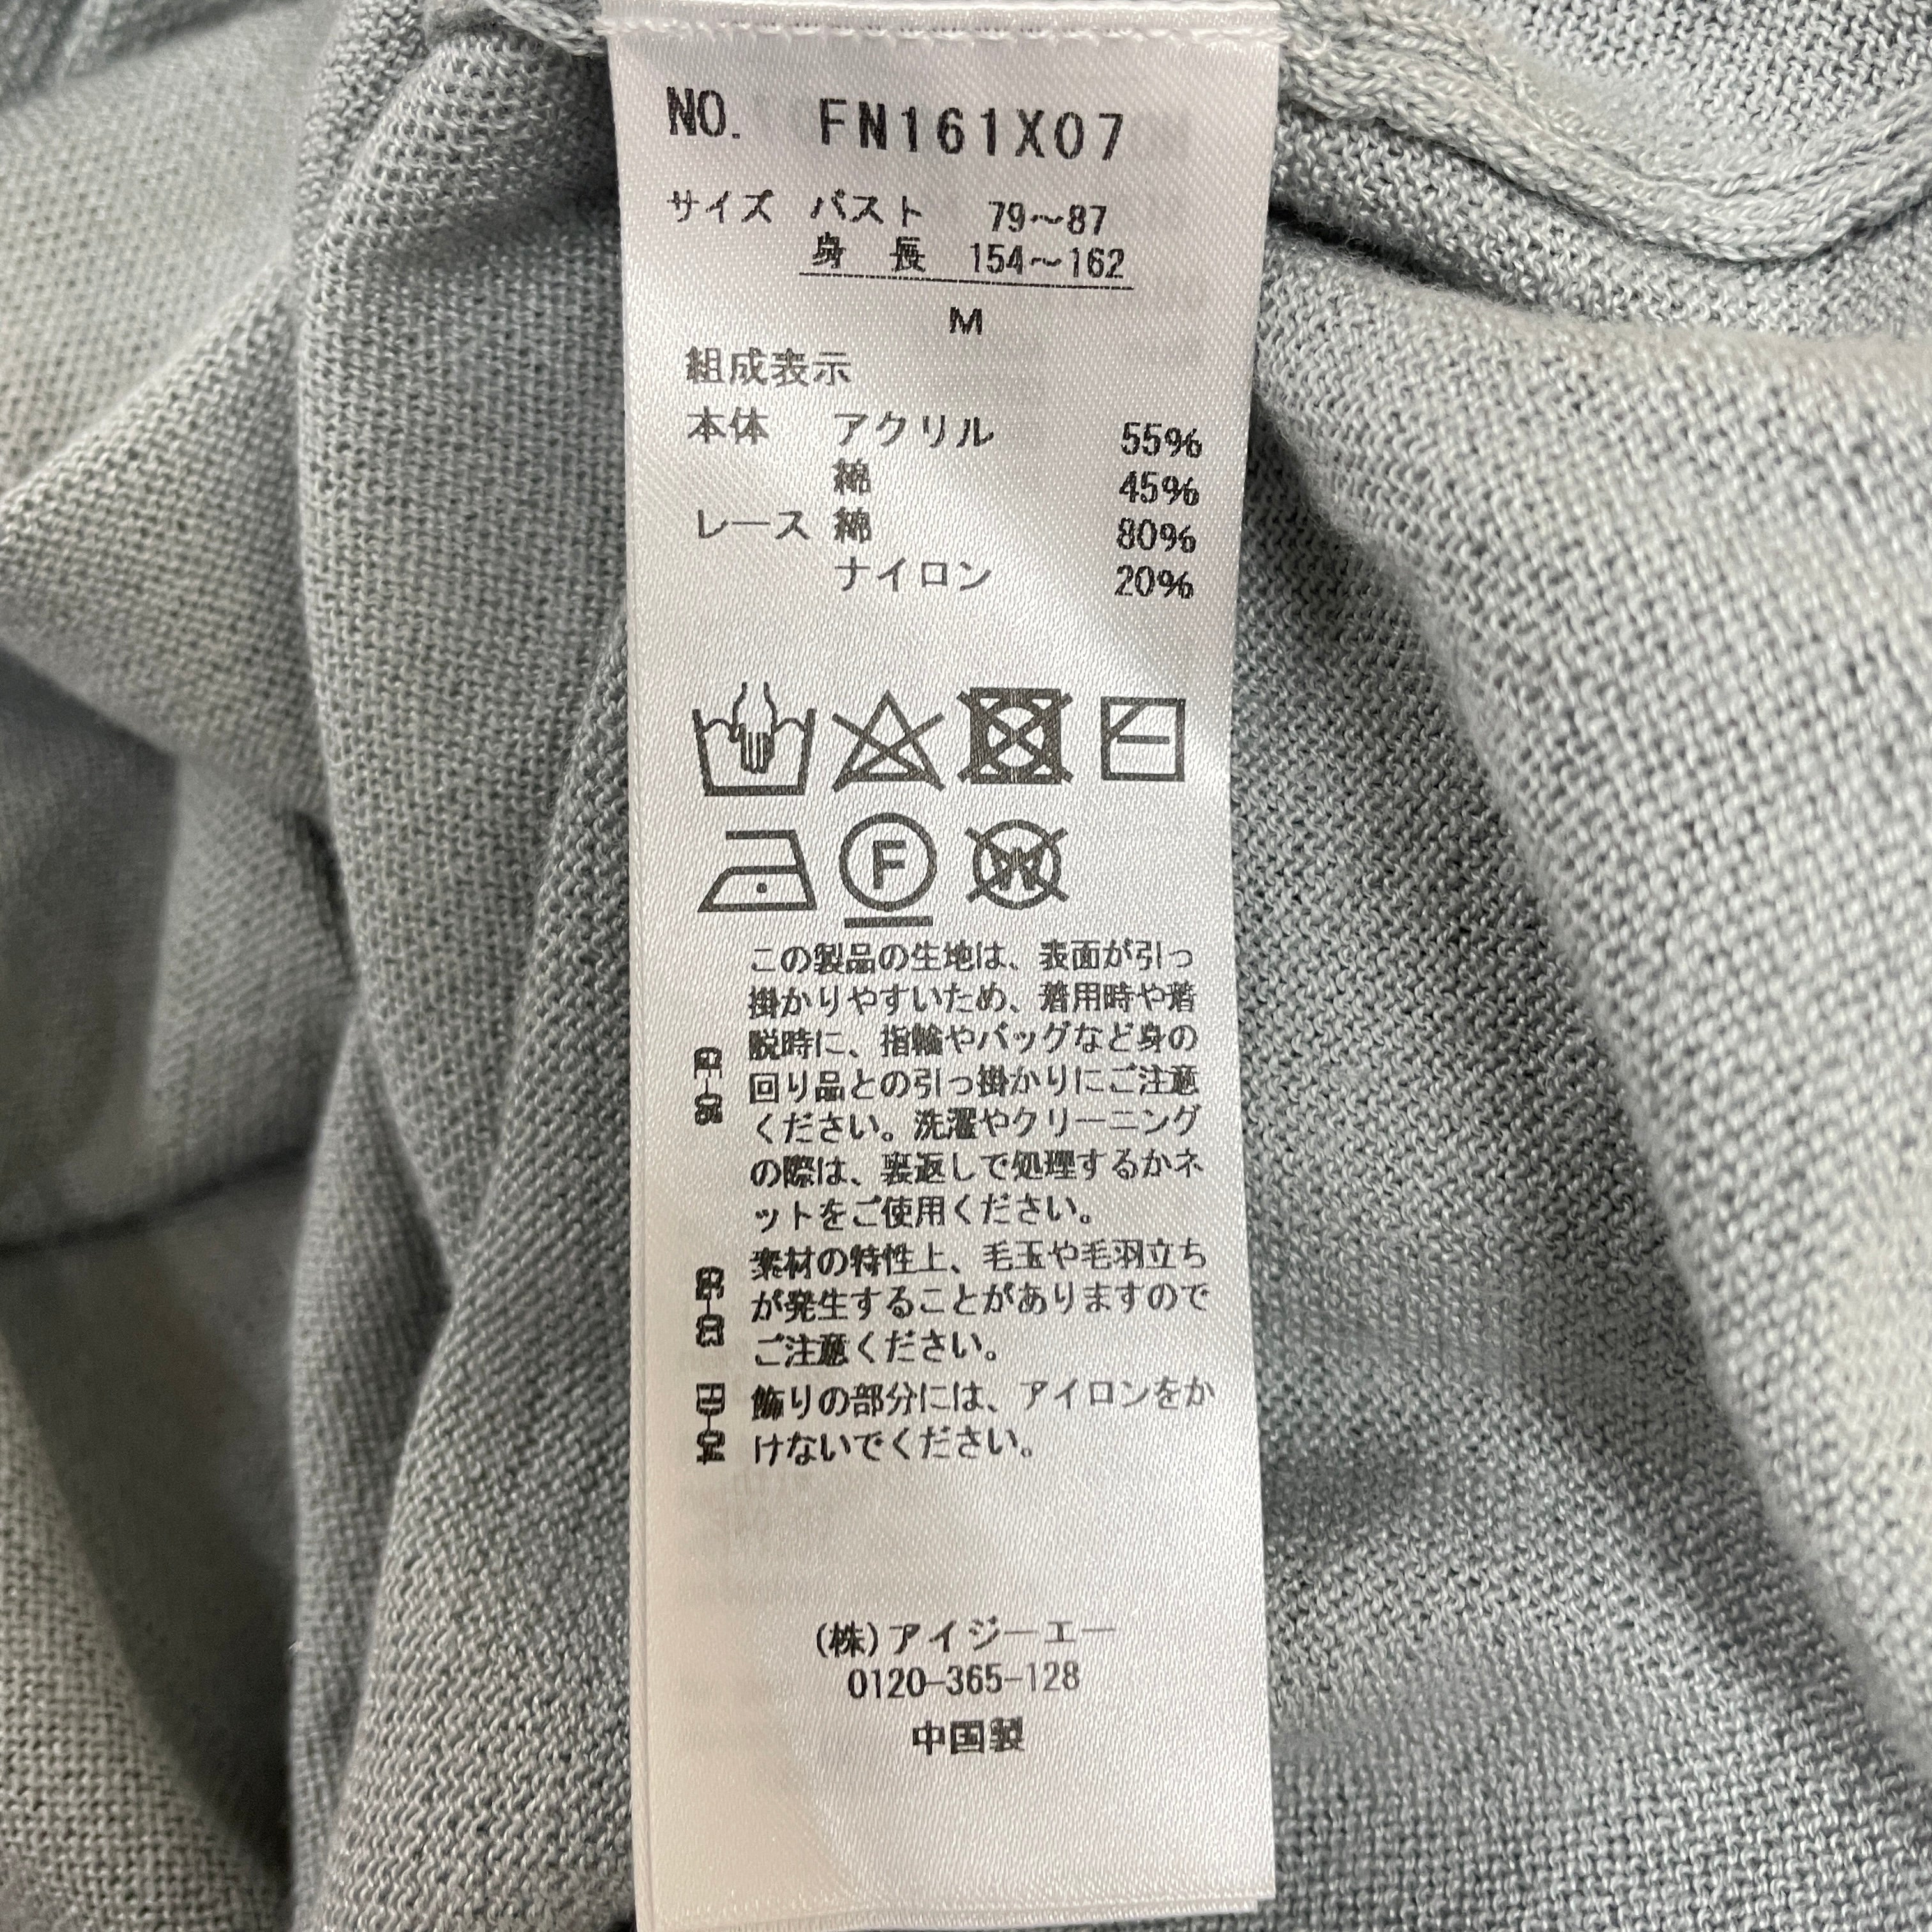 NO. FN161X07
サイズ バスト 79〜87
身長 154〜162
M
組成表示
本体 アクリル 55%
綿 45%
レース 綿 80%
ナイロン 20%
F
W
この製品の生地は、表面が引っ
掛かりやすいため、着用時や着
脱時に、指輪やバッグなど身の
回り品との引っ掛かりにご注意
ください。洗濯やクリーニング
の際は、裏返しで処理するかネ
ットをご使用ください。
素材の特性上、毛玉や毛羽立ち
が発生することがありますので
ご注意ください。
飾りの部分には、アイロンをか
けないでください。
(株)アイジーエー
0120-365-128
中国製